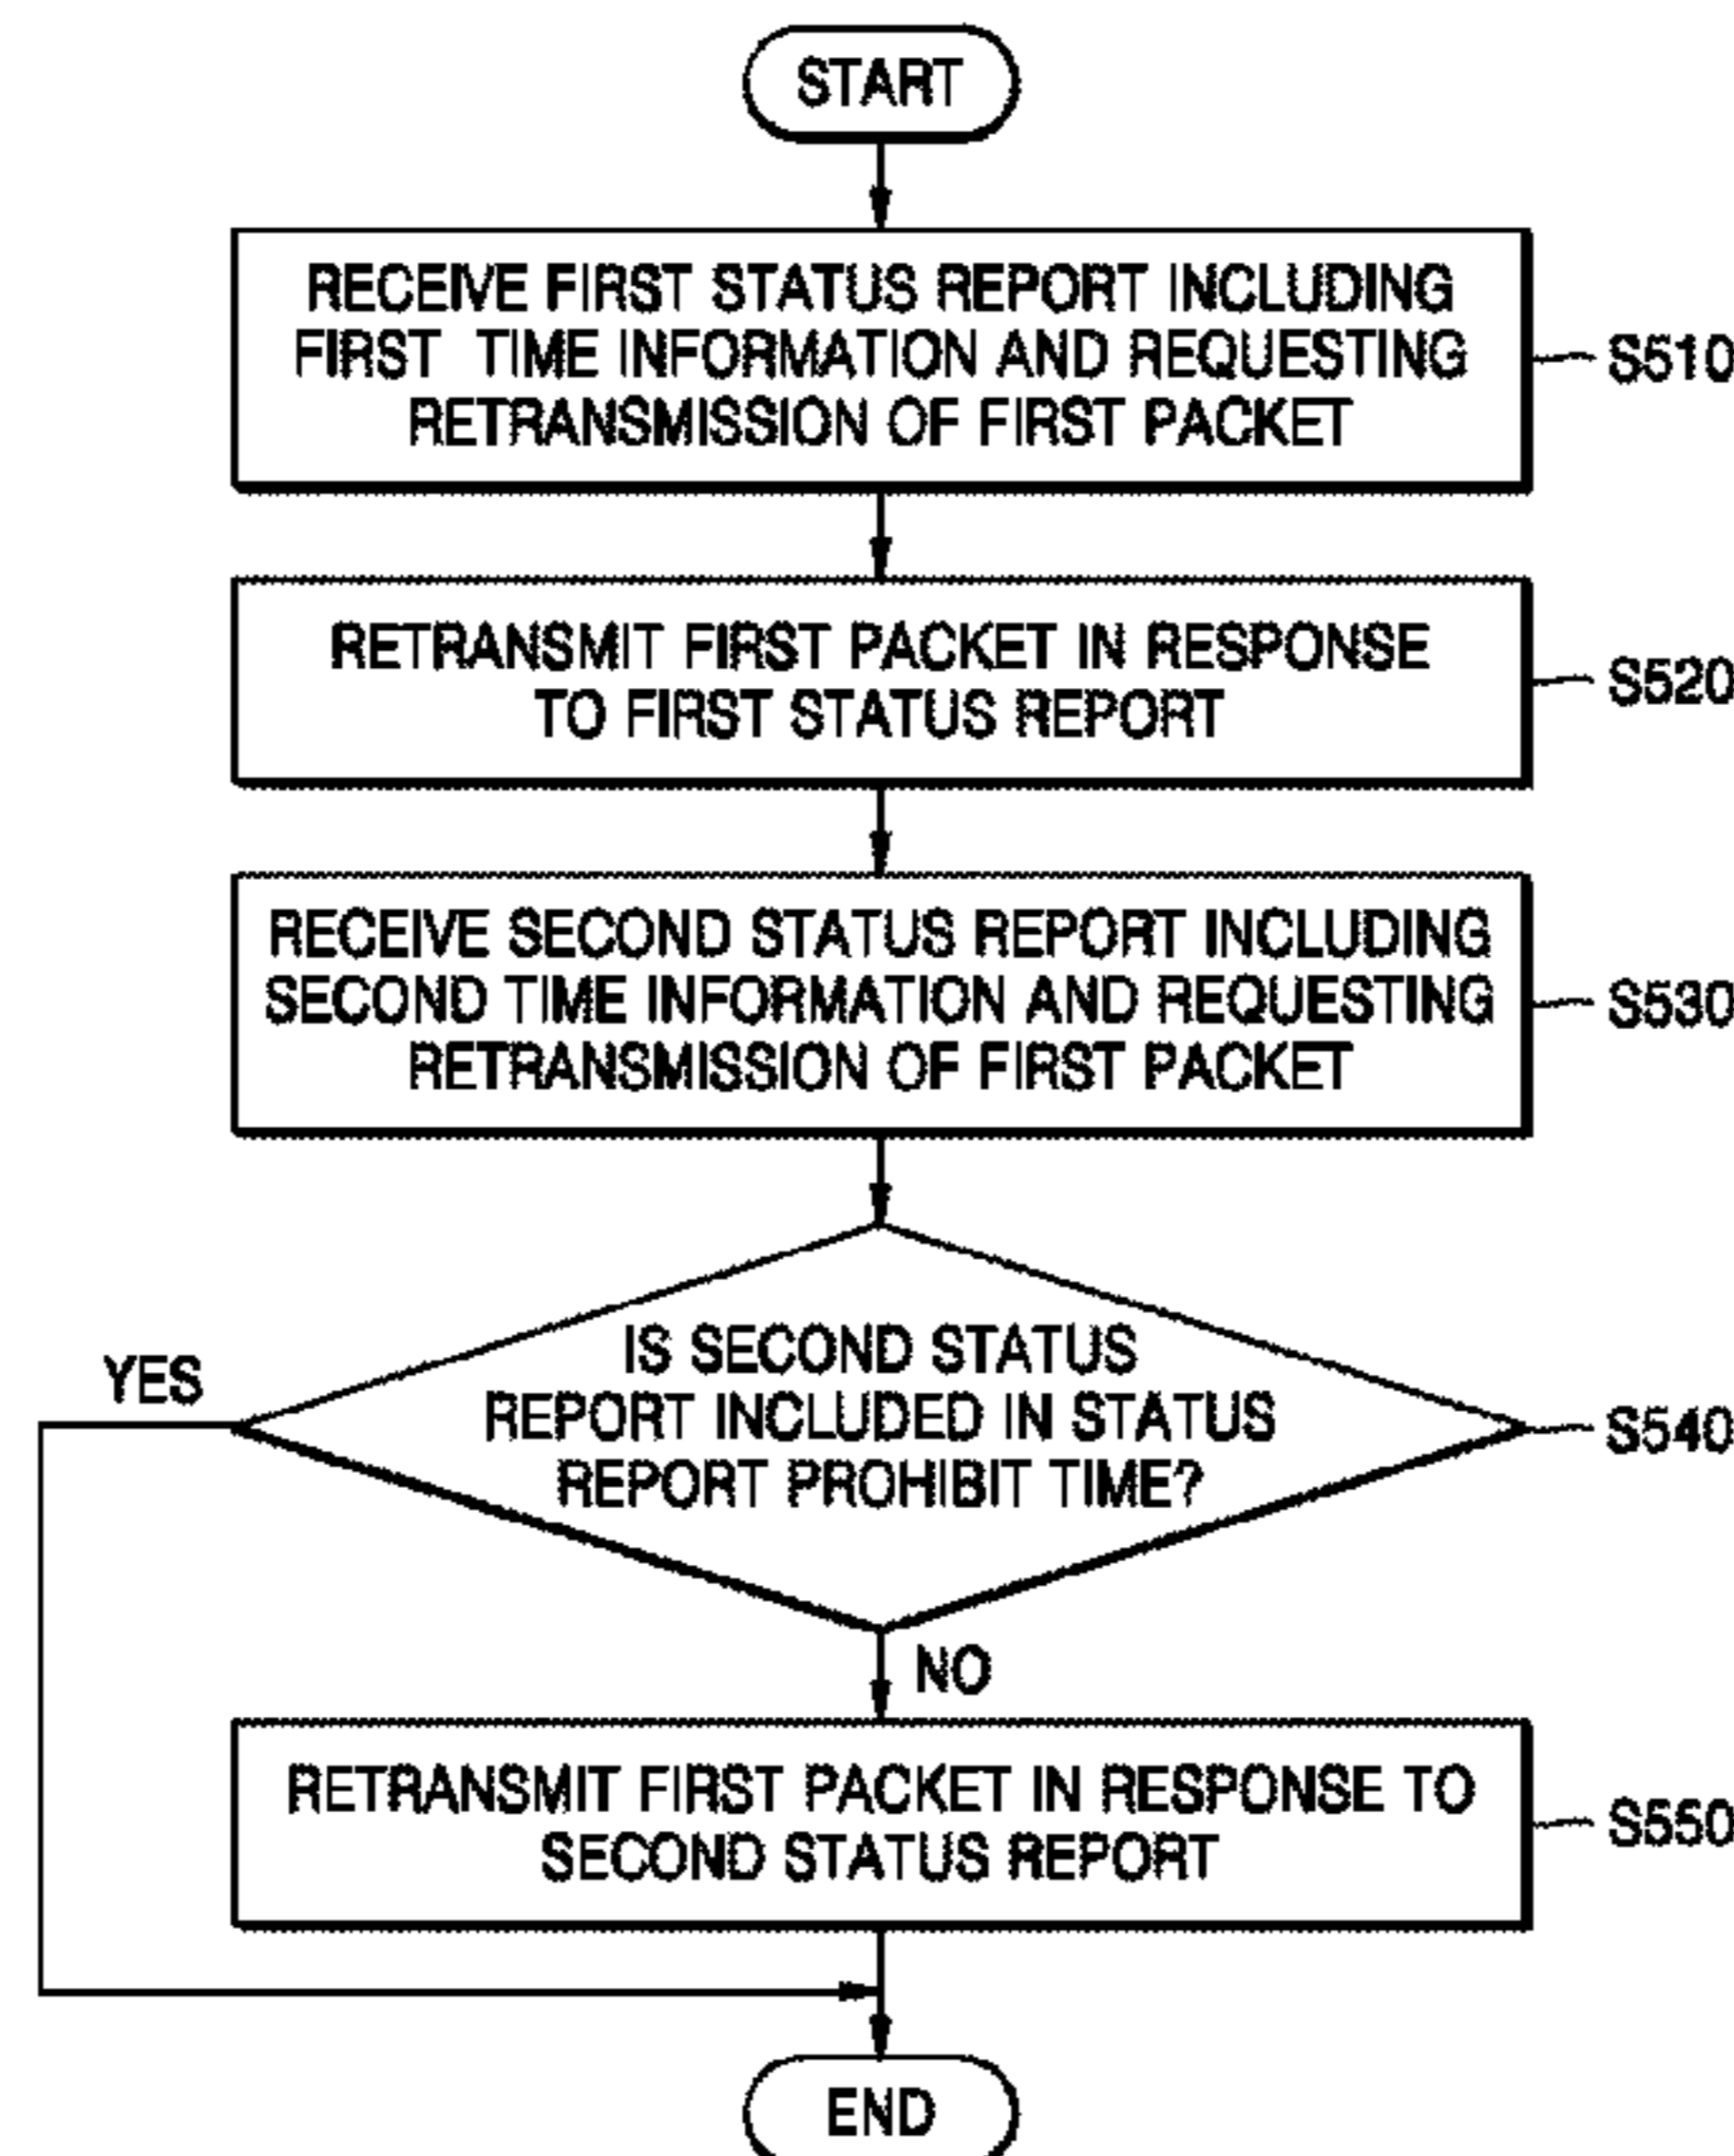 START
RECEIVE FIRST STATUS REPORT INCLUDING
FIRST TIME INFORMATION AND REQUESTING
RETRANSMISSION OF FIRST PACKET
S510
RETRANSMIT FIRST PACKET IN RESPONSE
TO FIRST STATUS REPORT
S520
RECEIVE SECOND STATUS REPORT INCLUDING
SECOND TIME INFORMATION AND REQUESTING
RETRANSMISSION OF FIRST PACKET
S530
IS SECOND STATUS
REPORT INCLUDED IN STATUS
REPORT PROHIBIT TIME?
YES
S540
NO
RETRANSMIT FIRST PACKET IN RESPONSE TO
SECOND STATUS REPORT
S550
END